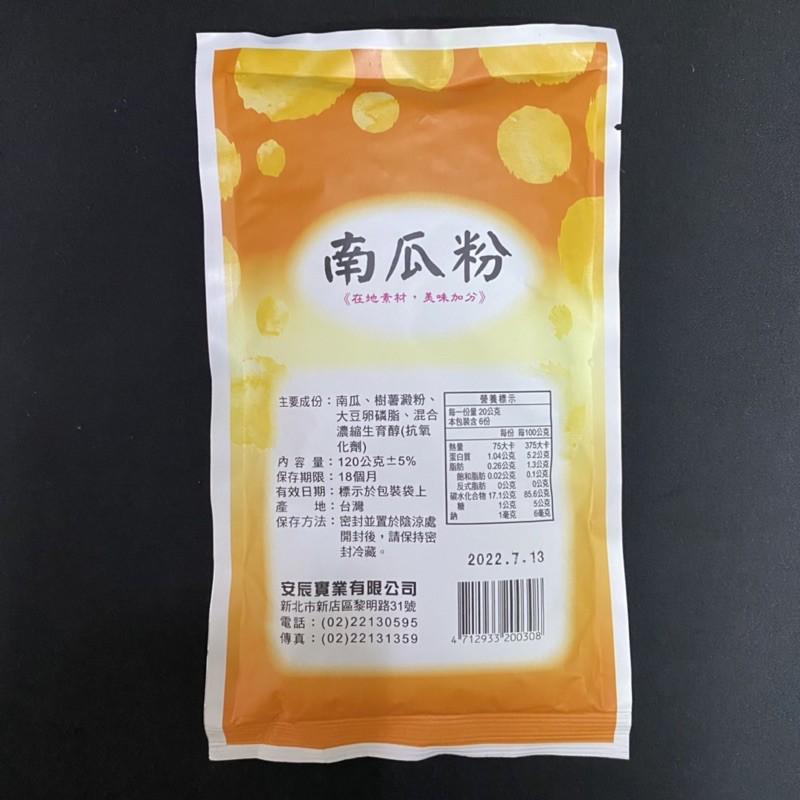 南瓜粉
《在地素材，美味加分》
主要成份：南瓜、樹薯澱粉、
大豆卵磷脂、混合
濃縮生育醇(抗氧
化劑)
內 容 量：120公克±5%
保存期限：18個月
有效日期：標示於包裝袋上
產　　地：台灣
保存方法：密封並置於陰涼處
開封後，請保持密
封冷藏。
營養標示
每一份量 20公克
本包裝含 6份
每份 每100公克
熱量 75大卡 375大卡
蛋白質 1.04公克 5.2公克
脂肪 0.26公克 1.3公克
飽和脂肪 0.02公克 0.1公克
反式脂肪 0公克 0公克
碳水化合物 17.1公克 85.6公克
糖 1公克 5公克
鈉 1毫克 6毫克
2022.7.13
安辰實業有限公司
新北市新店區黎明路31號
電話：(02)22130595
傳真：(02)22131359
4 712933 200308